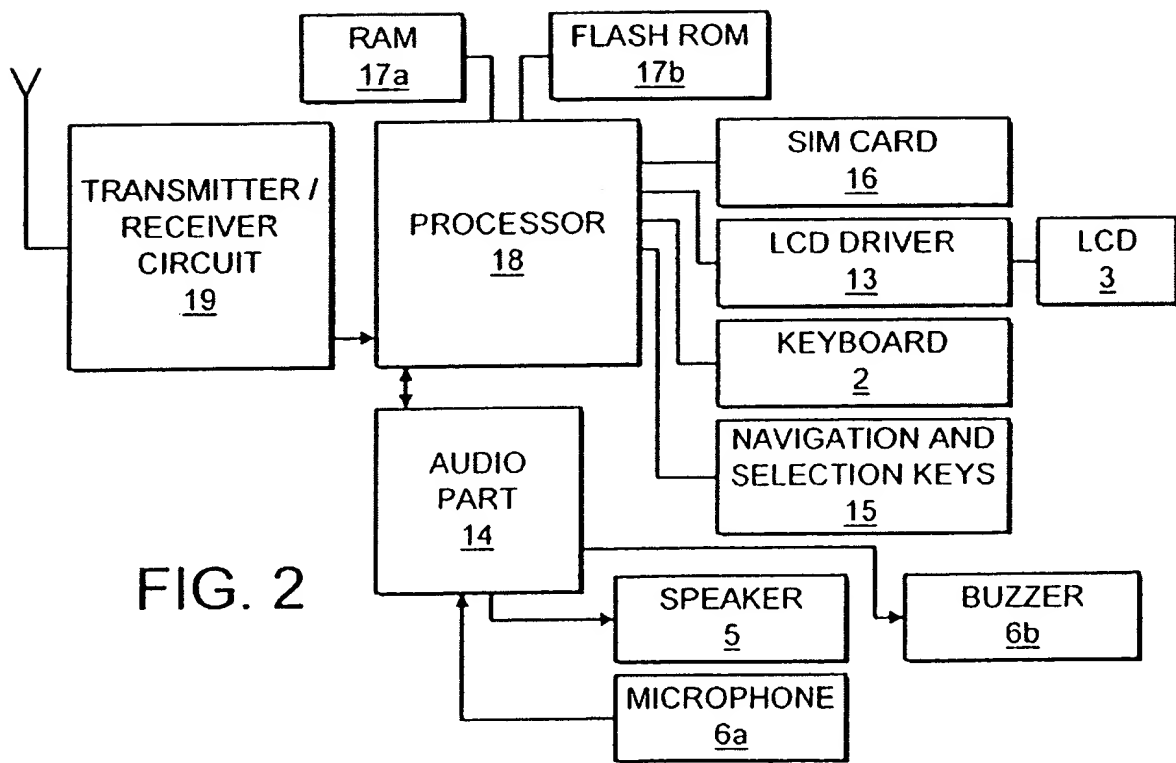 RAM
17a
FLASH ROM
17b
TRANSMITTER /
RECEIVER
CIRCUIT
19
PROCESSOR
18
SIM CARD
16
LCD DRIVER
13
LCD
3
KEYBOARD
2
NAVIGATION AND
SELECTION KEYS
15
AUDIO
PART
14
FIG. 2
SPEAKER
5
BUZZER
6b
MICROPHONE
6a